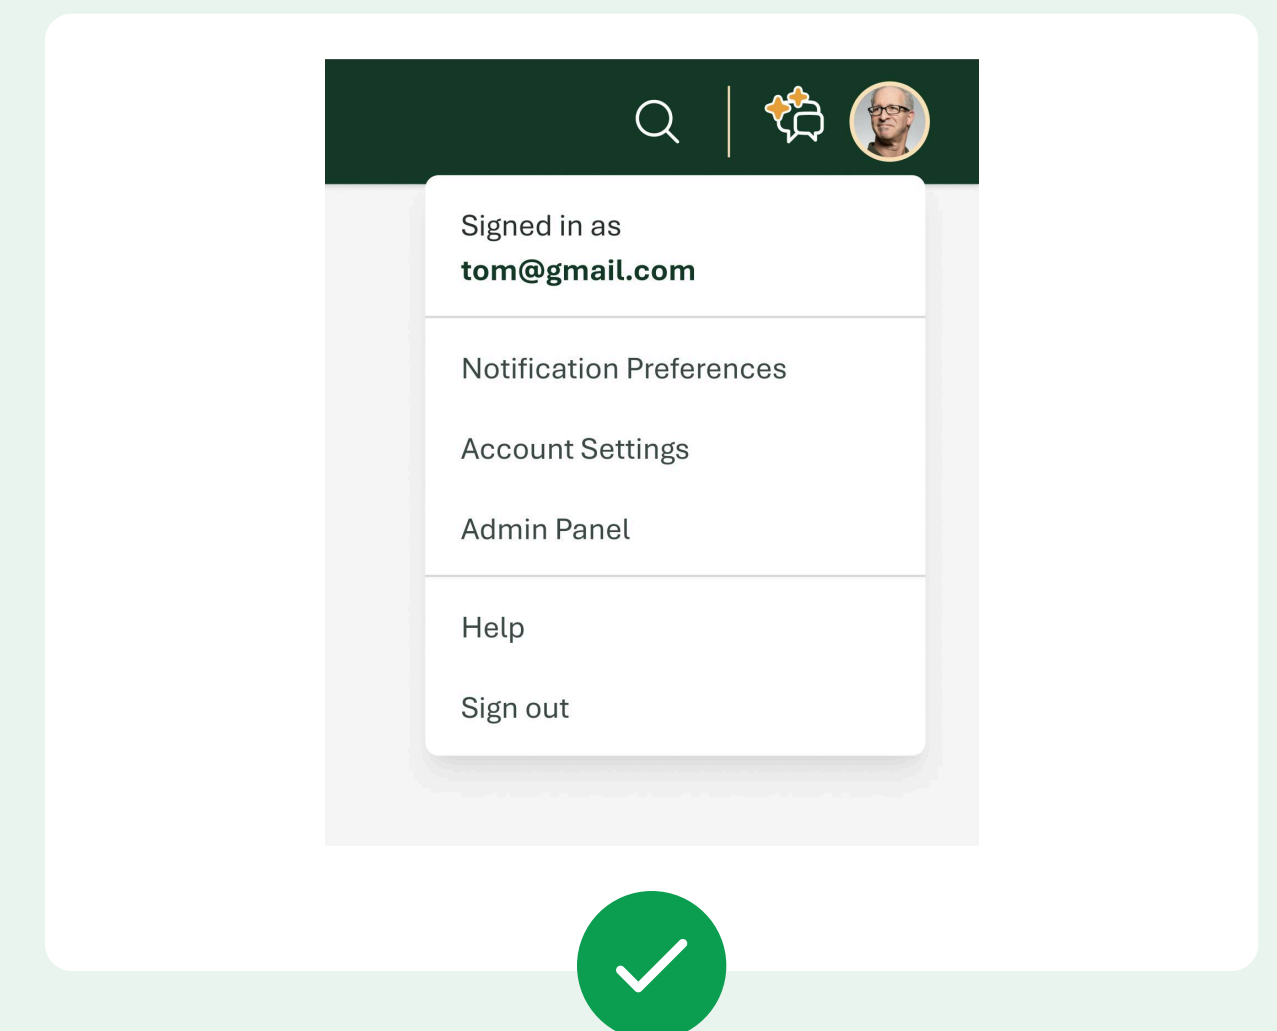 Signed in as
tom@gmail.com
Notification Preferences
Account Settings
Admin Panel
Help
Sign out